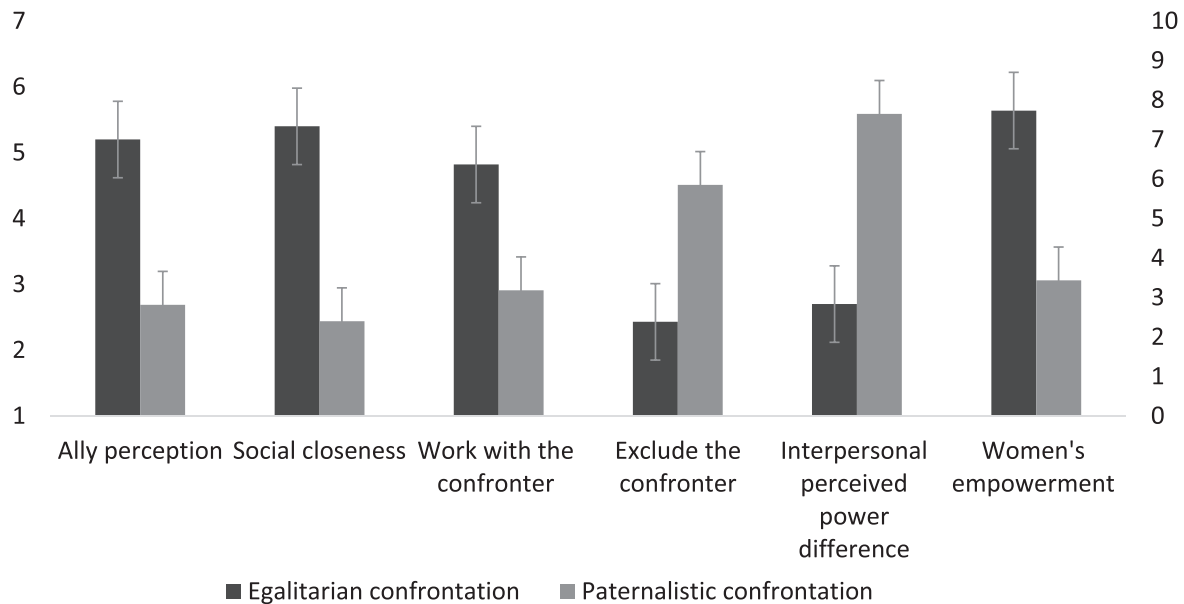 7
6
5
4
3
2
1
10
9
8
7
6
5
4
3
2
1
0
Ally perception
Social closeness
Work with the
confronter
Exclude the
confronter
Interpersonal
perceived
power
difference
Women's
empowerment
Egalitarian confrontation
Paternalistic confrontation